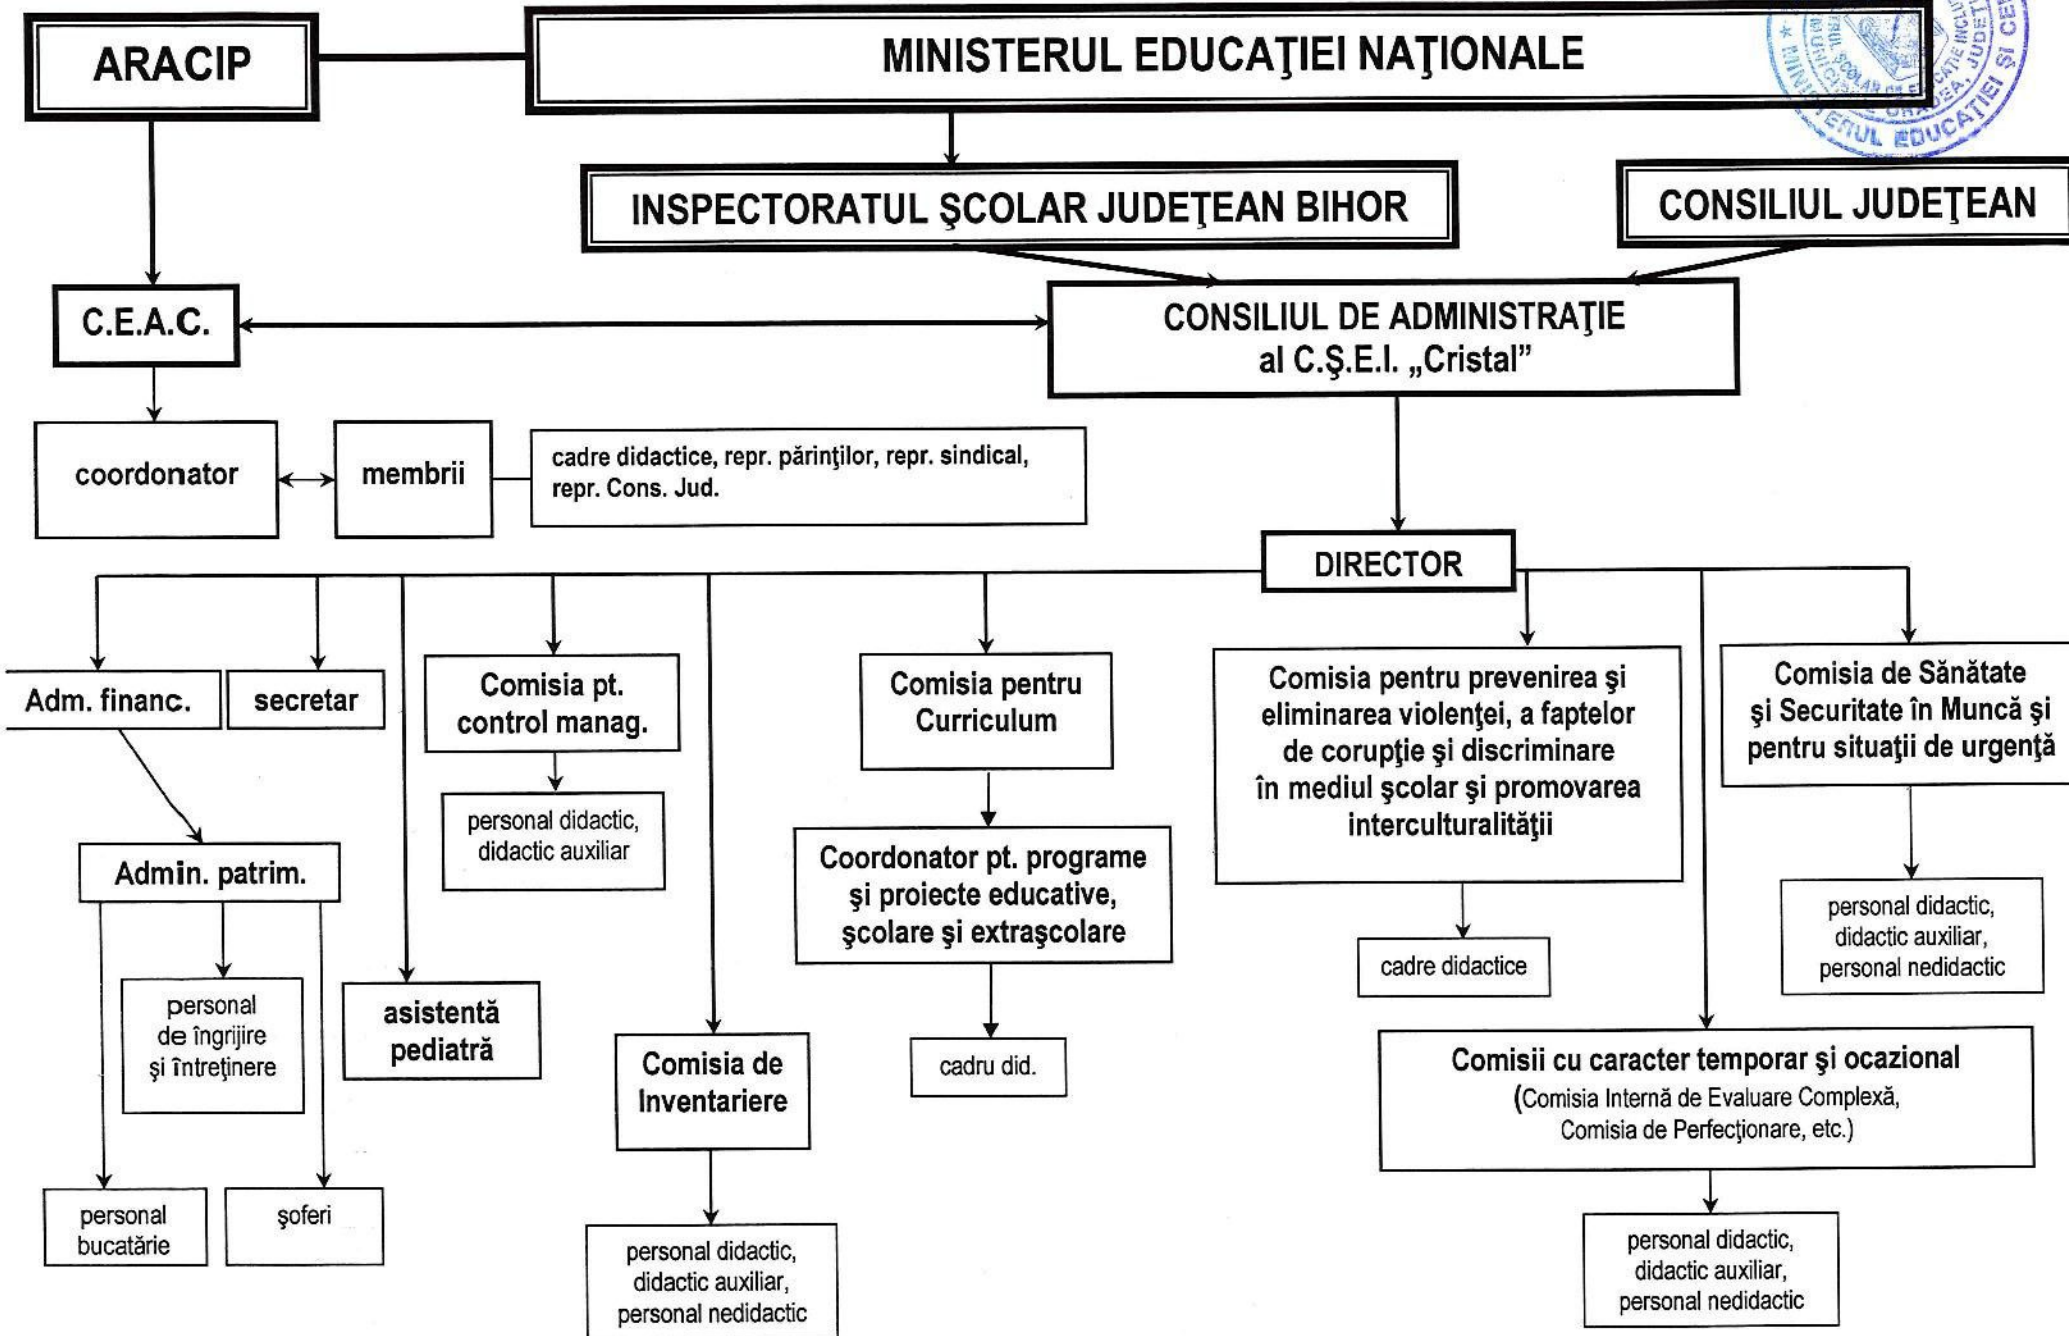 ARACIP
MINISTERUL EDUCAŢIEI NAŢIONALE
INSPECTORATUL ŞCOLAR JUDEŢEAN BIHOR
CONSILIUL JUDEŢEAN
C.E.A.C.
CONSILIUL DE ADMINISTRAŢIE
al C.Ş.E.I. „Cristal”
coordonator
membrii
cadre didactice, repr. părinţilor, repr. sindical,
repr. Cons. Jud.
DIRECTOR
Adm. financ.
secretar
Comisia pt.
control manag.
Comisia pentru
Curriculum
Comisia pentru prevenirea şi
eliminarea violenţei, a faptelor
de corupţie şi discriminare
în mediul şcolar şi promovarea
interculturalităţii
Comisia de Sănătate
şi Securitate în Muncă şi
pentru situaţii de urgenţă
personal didactic,
didactic auxiliar
Admin. patrim.
Coordonator pt. programe
şi proiecte educative,
şcolare şi extraşcolare
cadre didactice
personal didactic,
didactic auxiliar,
personal nedidactic
personal
de îngrijire
şi întreţinere
asistentă
pediatră
Comisia de
Inventariere
cadru did.
Comisii cu caracter temporar şi ocazional
(Comisia Internă de Evaluare Complexă,
Comisia de Perfecţionare, etc.)
personal
bucatărie
şoferi
personal didactic,
didactic auxiliar,
personal nedidactic
personal didactic,
didactic auxiliar,
personal nedidactic
MINISTERUL EDUCAŢIEI ŞI